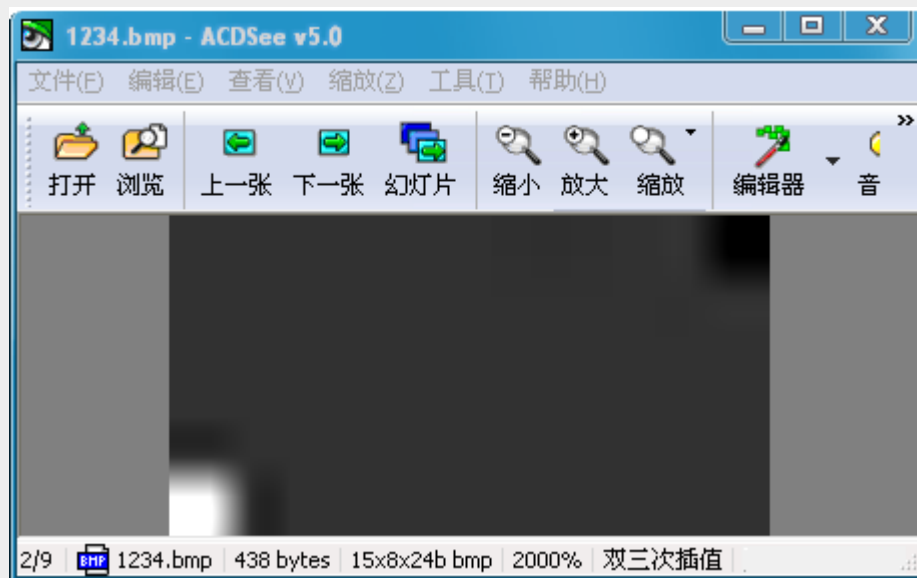 1234.bmp - ACDSee v5.0
文件(F) 编辑(E) 查看(V) 缩放(Z) 工具(T) 帮助(H)
打开 浏览 上一张 下一张 幻灯片 缩小 放大 缩放 编辑器 音
2/9 BMP 1234.bmp 438 bytes 15x8x24b bmp 2000% 双三次插值